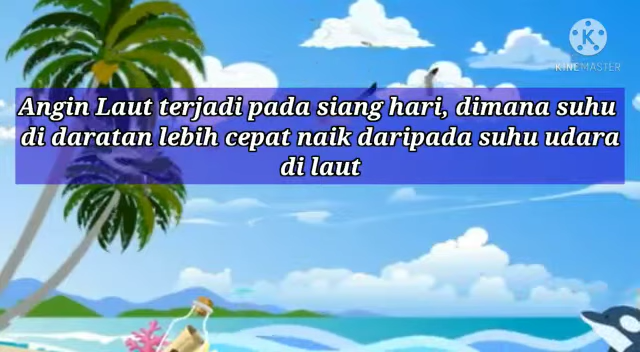 KINEMASTER
Angin Laut terjadi pada siang hari, dimana suhu
di daratan lebih cepat naik daripada suhu udara
di laut